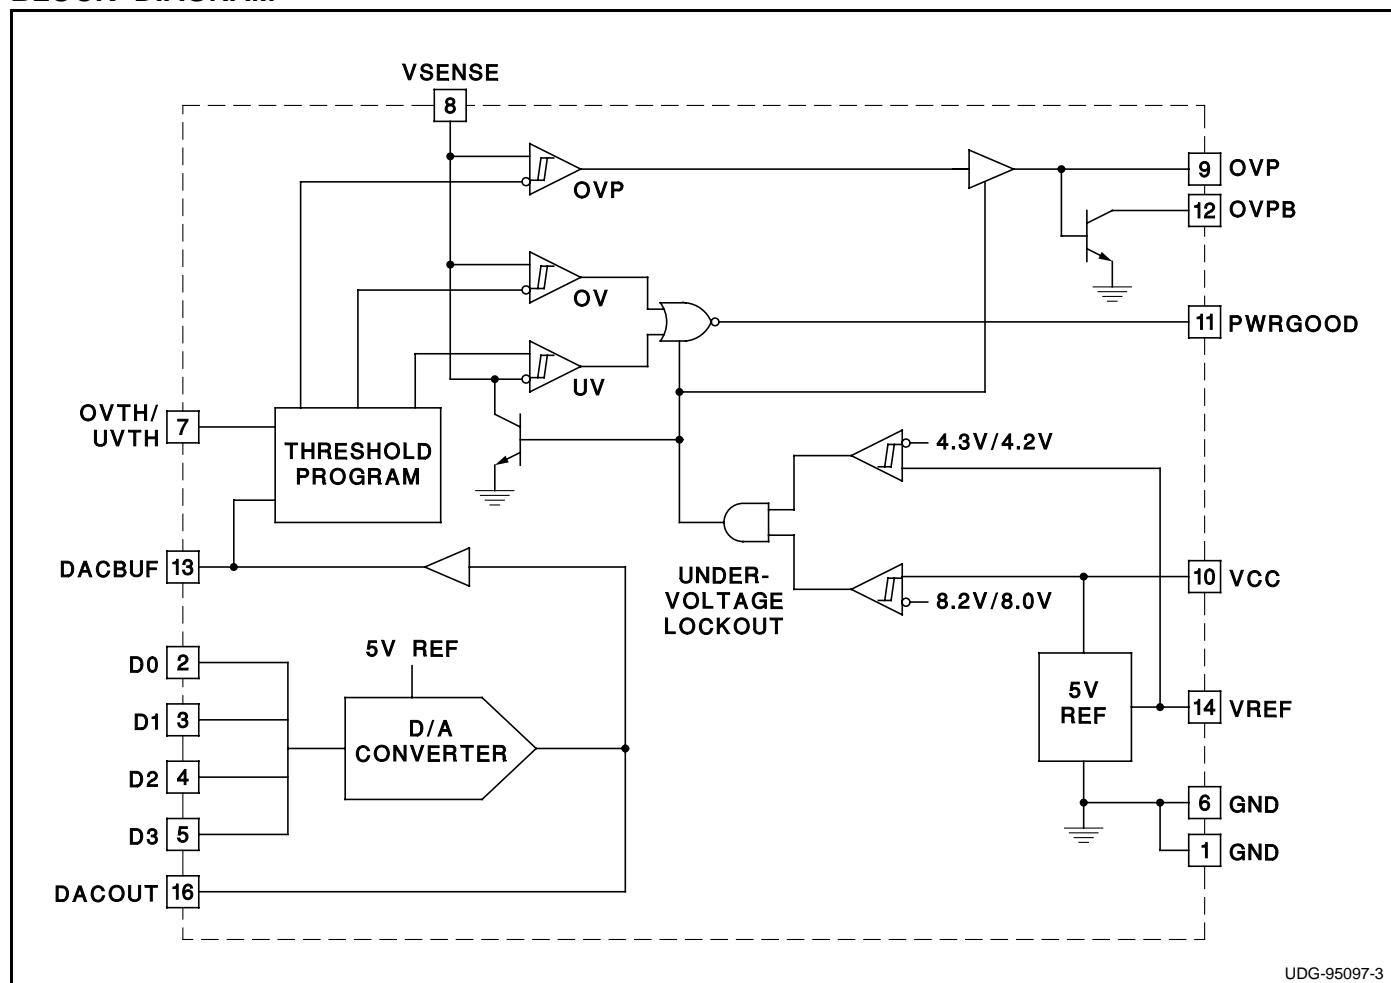 VSENSE
8
OVP
9 OVP
12 OVPB
OV
11 PWRGOOD
UV
OVTH/
UVTH
7
THRESHOLD
PROGRAM
4.3V/4.2V
DACBUF 13
UNDER-
VOLTAGE
LOCKOUT
8.2V/8.0V
10 VCC
5V REF
D0 2
D1 3
D/A
CONVERTER
5V
REF
14 VREF
D2 4
D3 5
6 GND
1 GND
DACOUT 16
UDG-95097-3